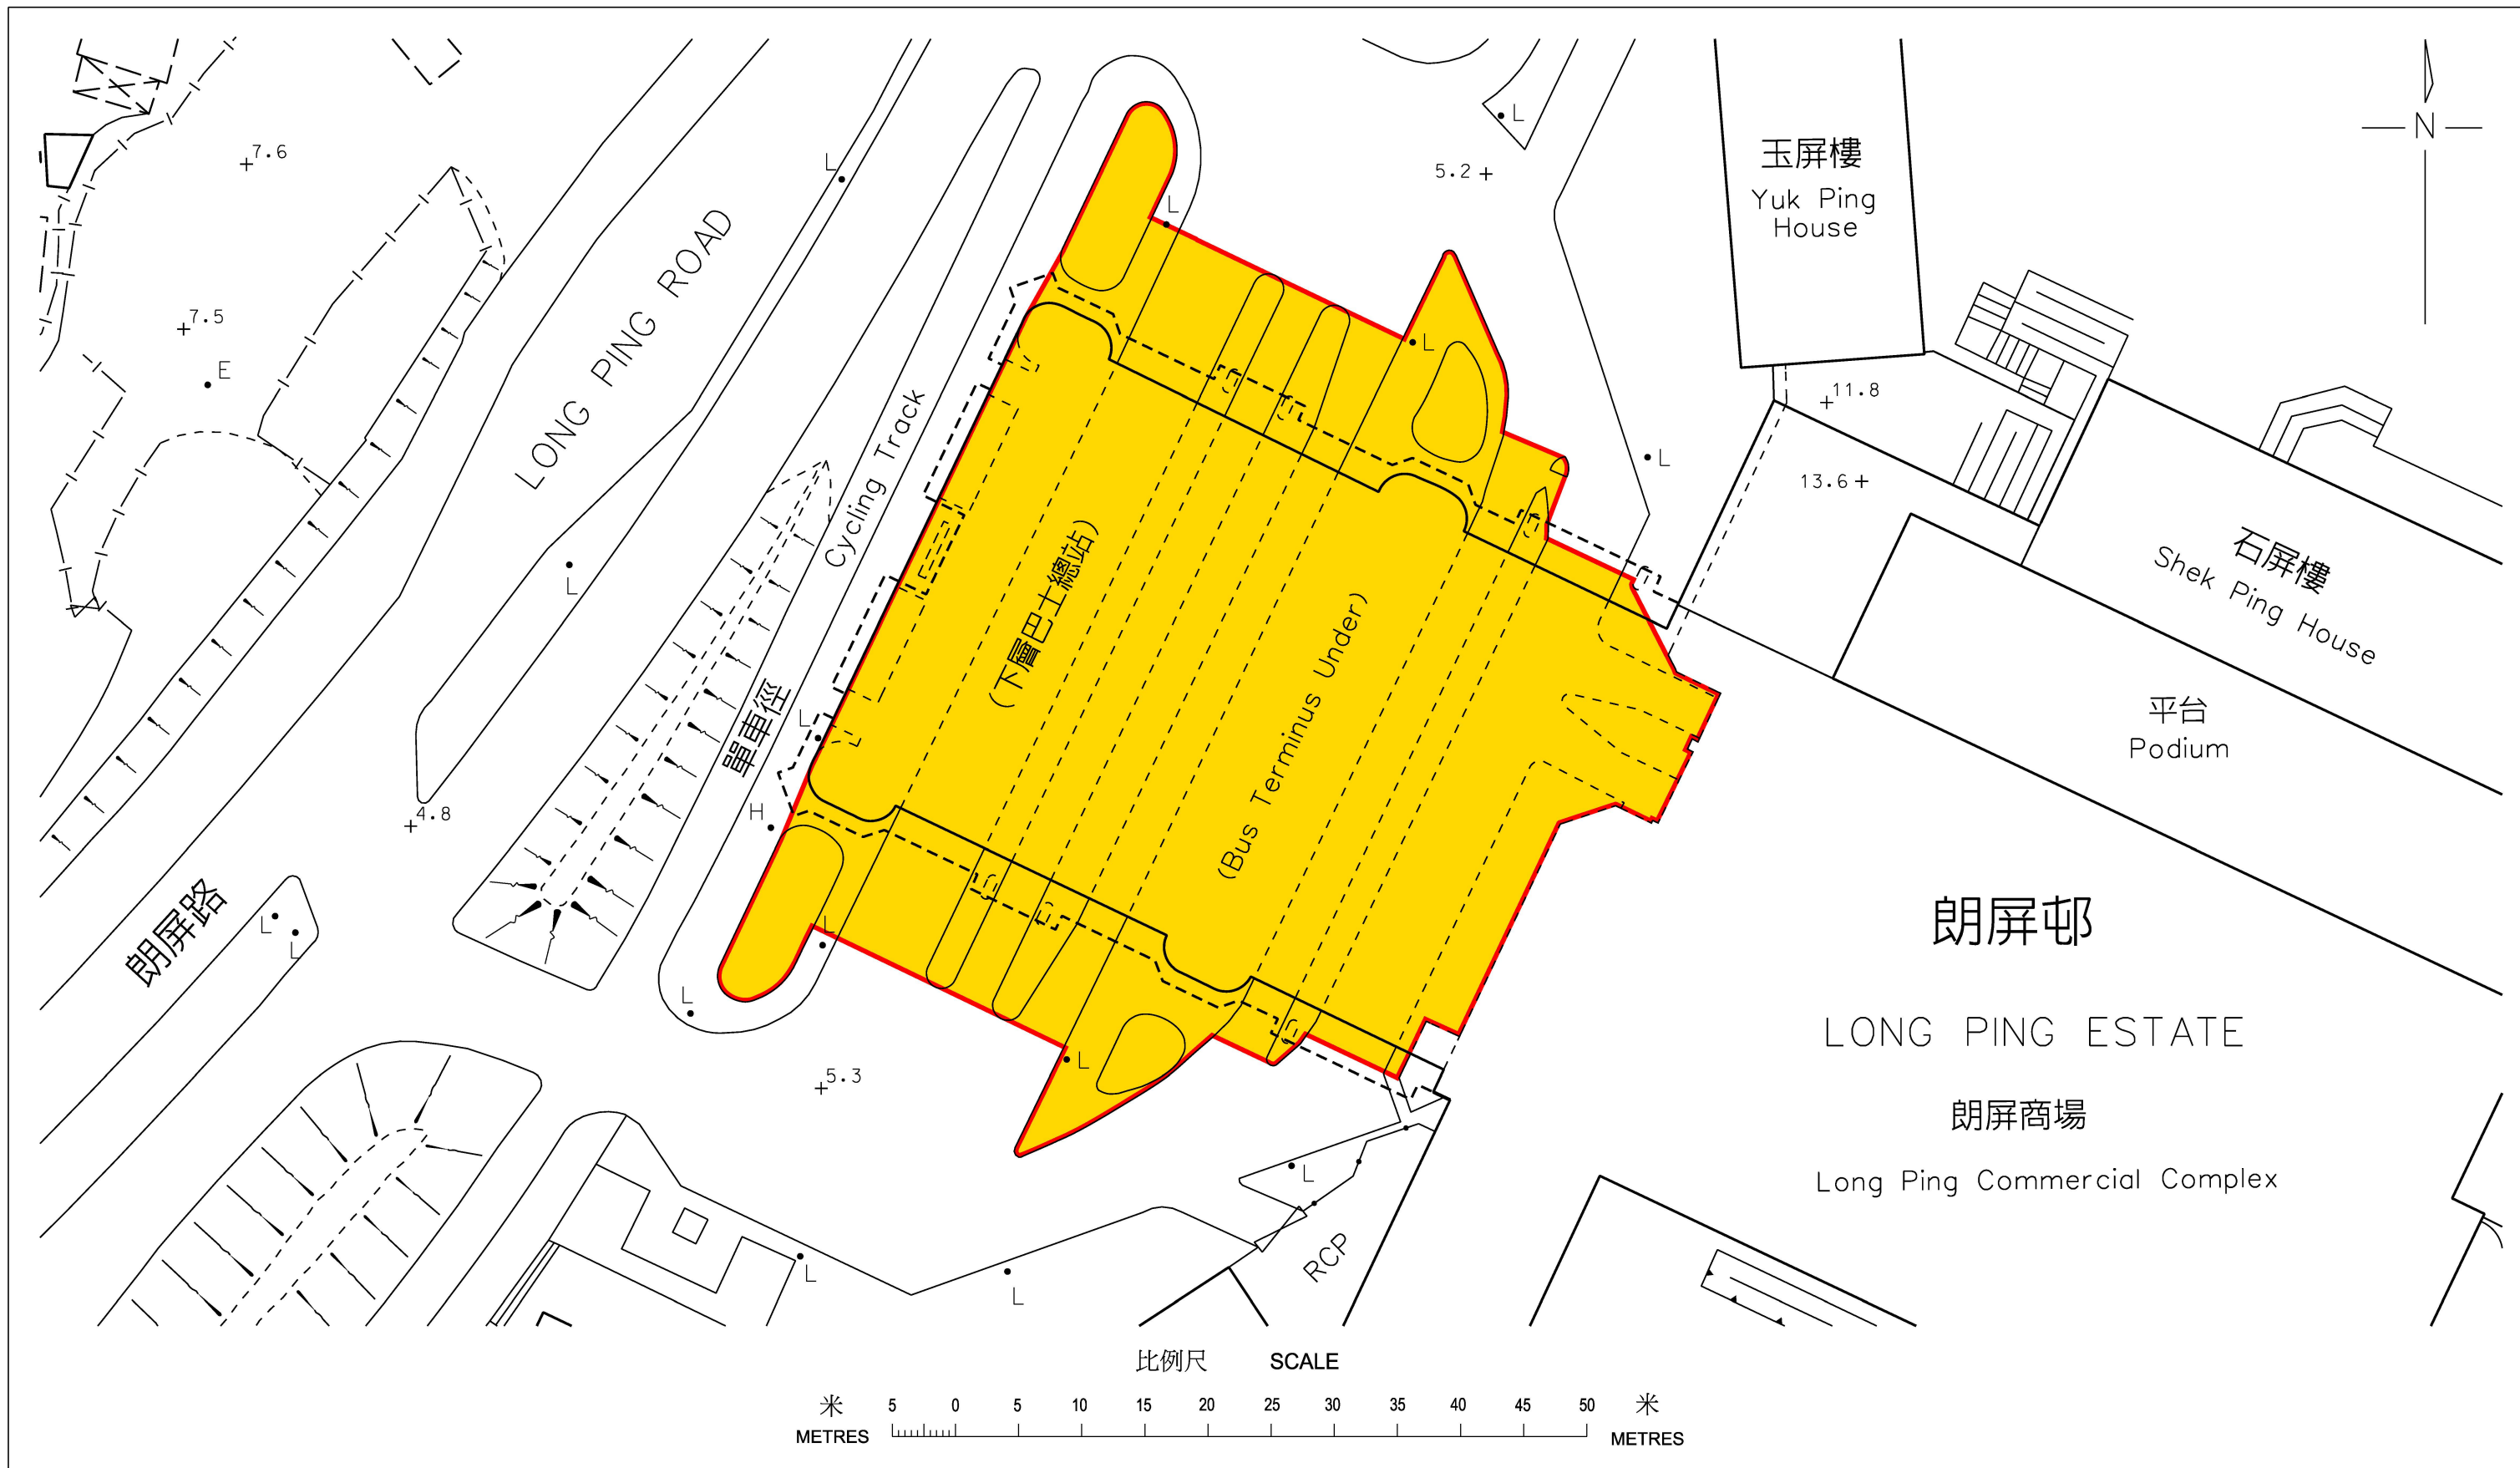 7.6
7.5
E
LONG PING ROAD
L
L
L
5.2
L
N
玉屏樓
Yuk Ping
House
11.8
13.6
L
L
石屏樓
Shek Ping House
平台
Podium
Cycling Track
單車徑
(下層巴士總站)
(Bus Terminus Under)
L
L
H
4.8
朗屏路
L
L
L
L
L
5.3
朗屏邨
LONG PING ESTATE
朗屏商場
Long Ping Commercial Complex
L
L
L
RCP
比例尺 SCALE
米 5 0 5 10 15 20 25 30 35 40 45 50 米
METRES METRES